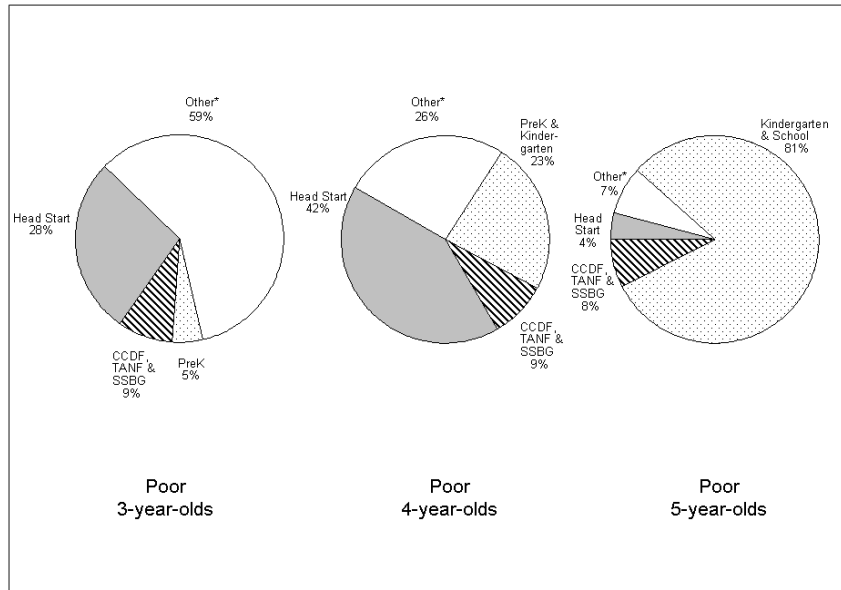 Other*
59%
Head Start
28%
CCDF,
TANF &
SSBG
9%
PreK
5%
Poor
3-year-olds
Other*
26%
PreK &
Kinder-
garten
23%
Head Start
42%
CCDF,
TANF &
SSBG
9%
Poor
4-year-olds
Kindergarten
& School
81%
Other*
7%
Head
Start
4%
CCDF,
TANF &
SSBG
8%
Poor
5-year-olds